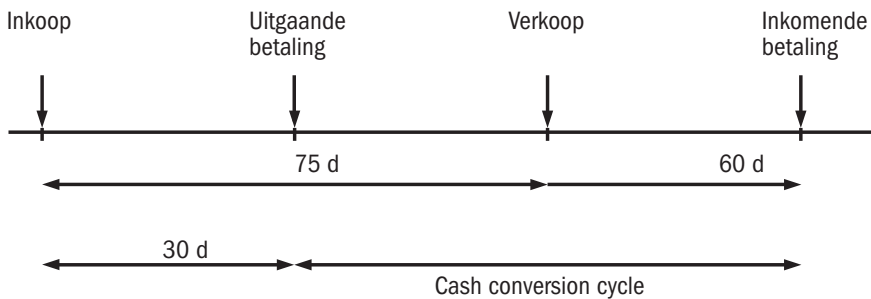 Inkoop
Uitgaande
betaling
Verkoop
Inkomende
betaling
75 d
60 d
30 d
Cash conversion cycle